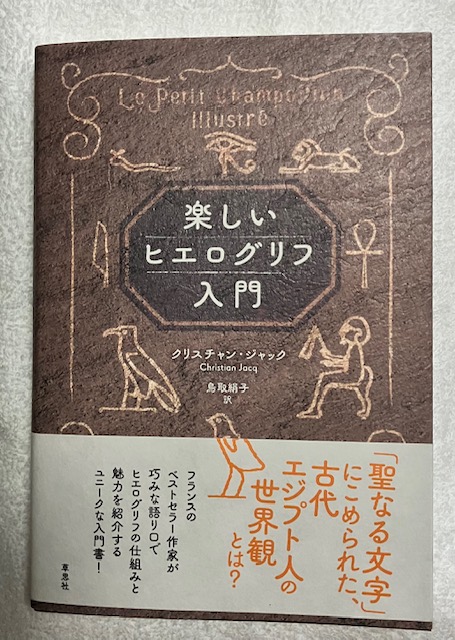 Le Petit Champollion
Illustré
楽しい
ヒエログリフ
入門
クリスチャン・ジャック
Christian Jacq
鳥取絹子
訳
「聖なる文字」
にこめられた、
古代
エジプト人の
世界観
とは?
フランスの
ベストセラー作家が
巧みな語り口で
ヒエログリフの仕組みと
魅力を紹介する
ユニークな入門書!
草思社